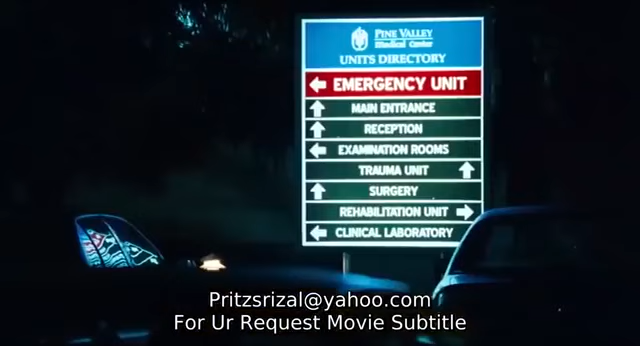 PINE VALLEY
Medical Center
UNITS DIRECTORY
EMERGENCY UNIT
MAIN ENTRANCE
RECEPTION
EXAMINATION ROOMS
TRAUMA UNIT
SURGERY
REHABILITATION UNIT
CLINICAL LABORATORY
Pritzsrizal@yahoo.com
For Ur Request Movie Subtitle